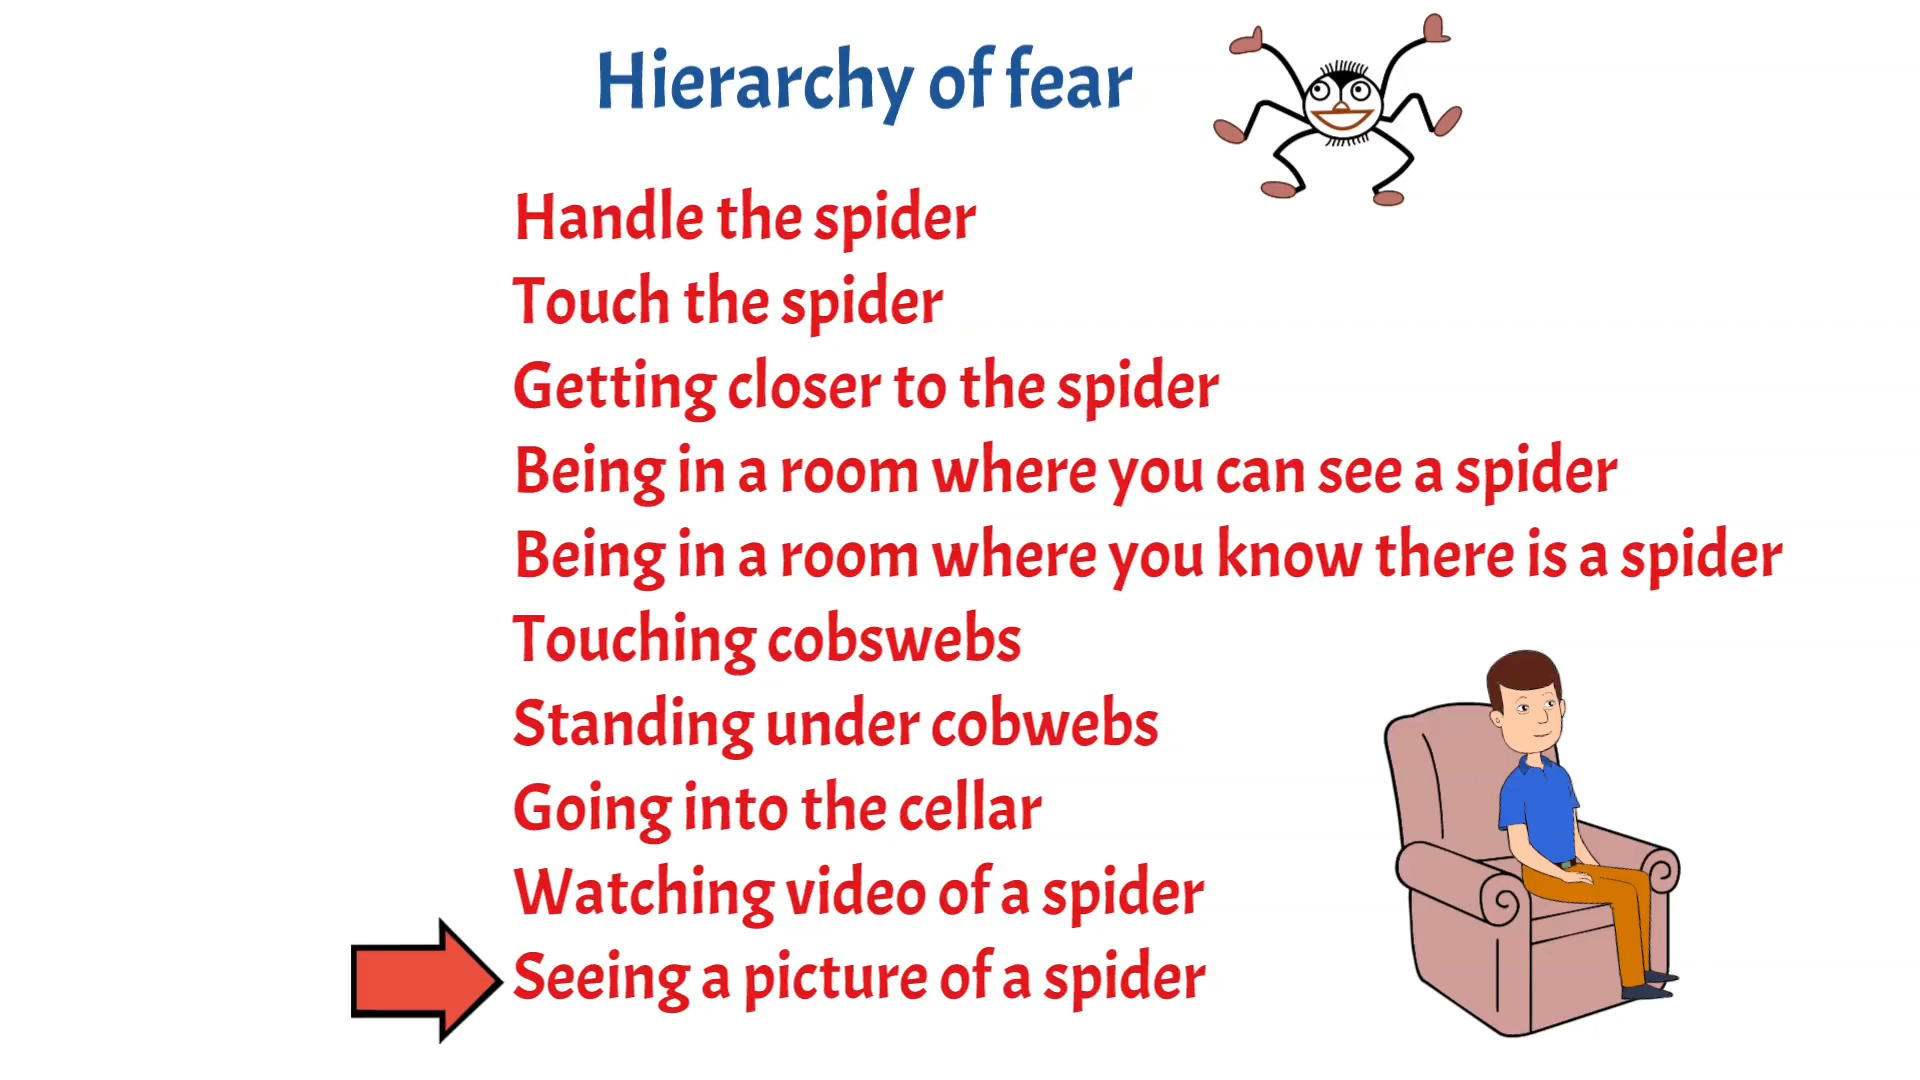 Hierarchy of fear
Handle the spider
Touch the spider
Getting closer to the spider
Being in a room where you can see a spider
Being in a room where you know there is a spider
Touching cobswebs
Standing under cobwebs
Going into the cellar
Watching video of a spider
Seeing a picture of a spider